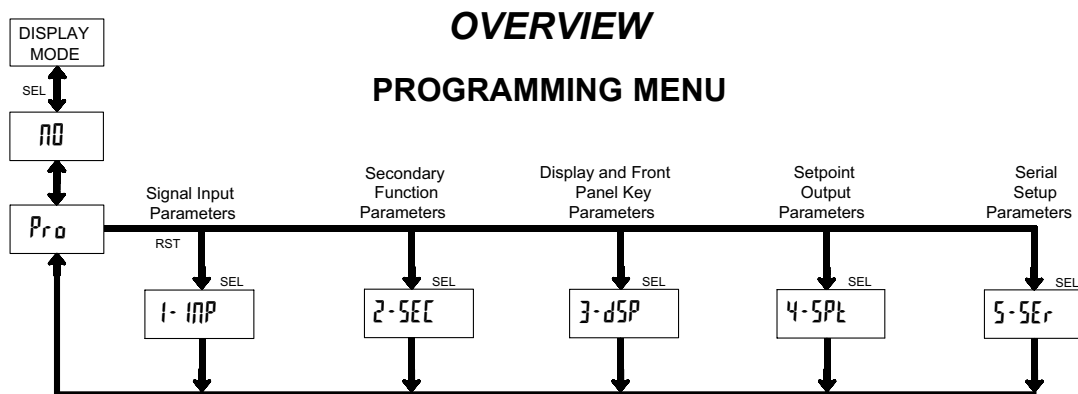 OVERVIEW
PROGRAMMING MENU
DISPLAY
MODE
SEL
NO
Pro
RST
Signal Input
Parameters
SEL
1-INP
Secondary
Function
Parameters
SEL
2-SEC
Display and Front
Panel Key
Parameters
SEL
3-dSP
Setpoint
Output
Parameters
SEL
4-SPt
Serial
Setup
Parameters
SEL
5-SEr